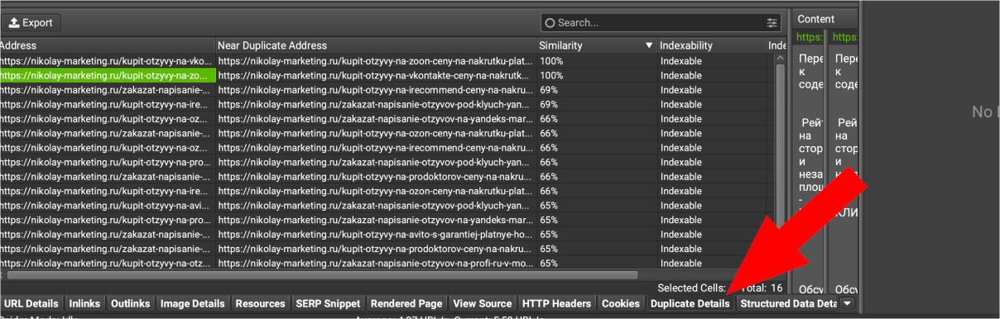 Export
Search...
Content
Address Near Duplicate Address Similarity Indexability Inde
https: https:
https://nikolay-marketing.ru/kupit-otzyvy-na-vko... https://nikolay-marketing.ru/kupit-otzyvy-na-zoon-ceny-na-nakrutku-plat... 100% Indexable
https://nikolay-marketing.ru/kupit-otzyvy-na-zo... https://nikolay-marketing.ru/kupit-otzyvy-na-vkontakte-ceny-na-nakrutk... 100% Indexable
https://nikolay-marketing.ru/zakazat-napisanie-... https://nikolay-marketing.ru/kupit-otzyvy-na-irecommend-ceny-na-nakru... 69% Indexable
https://nikolay-marketing.ru/kupit-otzyvy-na-ire... https://nikolay-marketing.ru/zakazat-napisanie-otzyvov-pod-klyuch-yan... 69% Indexable
https://nikolay-marketing.ru/kupit-otzyvy-na-oz... https://nikolay-marketing.ru/zakazat-napisanie-otzyvov-na-yandeks-mar... 66% Indexable
https://nikolay-marketing.ru/zakazat-napisanie-... https://nikolay-marketing.ru/kupit-otzyvy-na-ozon-ceny-na-nakrutku-plat... 66% Indexable
https://nikolay-marketing.ru/kupit-otzyvy-na-oz... https://nikolay-marketing.ru/kupit-otzyvy-na-irecommend-ceny-na-nakru... 66% Indexable
https://nikolay-marketing.ru/kupit-otzyvy-na-pro... https://nikolay-marketing.ru/zakazat-napisanie-otzyvov-pod-klyuch-yan... 66% Indexable
https://nikolay-marketing.ru/zakazat-napisanie-... https://nikolay-marketing.ru/kupit-otzyvy-na-prodoktorov-ceny-na-nakru... 66% Indexable
https://nikolay-marketing.ru/kupit-otzyvy-na-ire... https://nikolay-marketing.ru/kupit-otzyvy-na-ozon-ceny-na-nakrutku-plat... 66% Indexable
https://nikolay-marketing.ru/kupit-otzyvy-na-avi... https://nikolay-marketing.ru/zakazat-napisanie-otzyvov-pod-klyuch-yan... 65% Indexable
https://nikolay-marketing.ru/kupit-otzyvy-na-pro... https://nikolay-marketing.ru/zakazat-napisanie-otzyvov-na-yandeks-mar... 65% Indexable
https://nikolay-marketing.ru/zakazat-napisanie-... https://nikolay-marketing.ru/kupit-otzyvy-na-avito-s-garantiej-platnye-ho... 65% Indexable
https://nikolay-marketing.ru/zakazat-napisanie-... https://nikolay-marketing.ru/kupit-otzyvy-na-prodoktorov-ceny-na-nakru... 65% Indexable
https://nikolay-marketing.ru/kupit-otzyvy-na-otz... https://nikolay-marketing.ru/zakazat-napisanie-otzyvov-na-profi-ru-v-mo... 65% Indexable
Пере Пере
к к
соде соде
Рейт Рей
на на
стор стор
и и
неза
плош
-
КЛИ
Обсу Обсу
No
Selected Cells: Total: 16
URL Details Inlinks Outlinks Image Details Resources SERP Snippet Rendered Page View Source HTTP Headers Cookies Duplicate Details Structured Data Deta